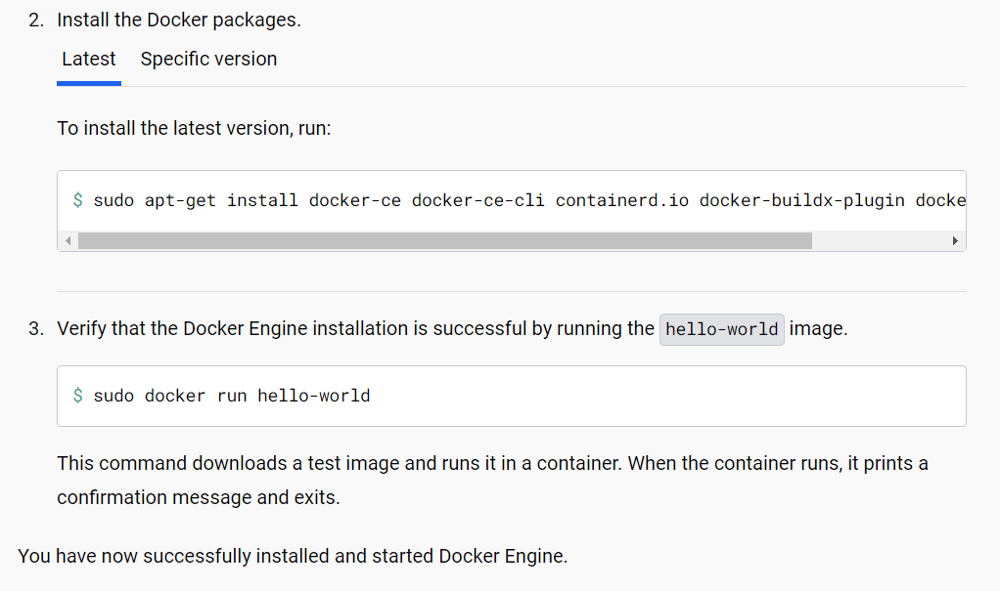 2. Install the Docker packages.
Latest Specific version
To install the latest version, run:
$ sudo apt-get install docker-ce docker-ce-cli containerd.io docker-buildx-plugin docke
3. Verify that the Docker Engine installation is successful by running the hello-world image.
$ sudo docker run hello-world
This command downloads a test image and runs it in a container. When the container runs, it prints a
confirmation message and exits.
You have now successfully installed and started Docker Engine.